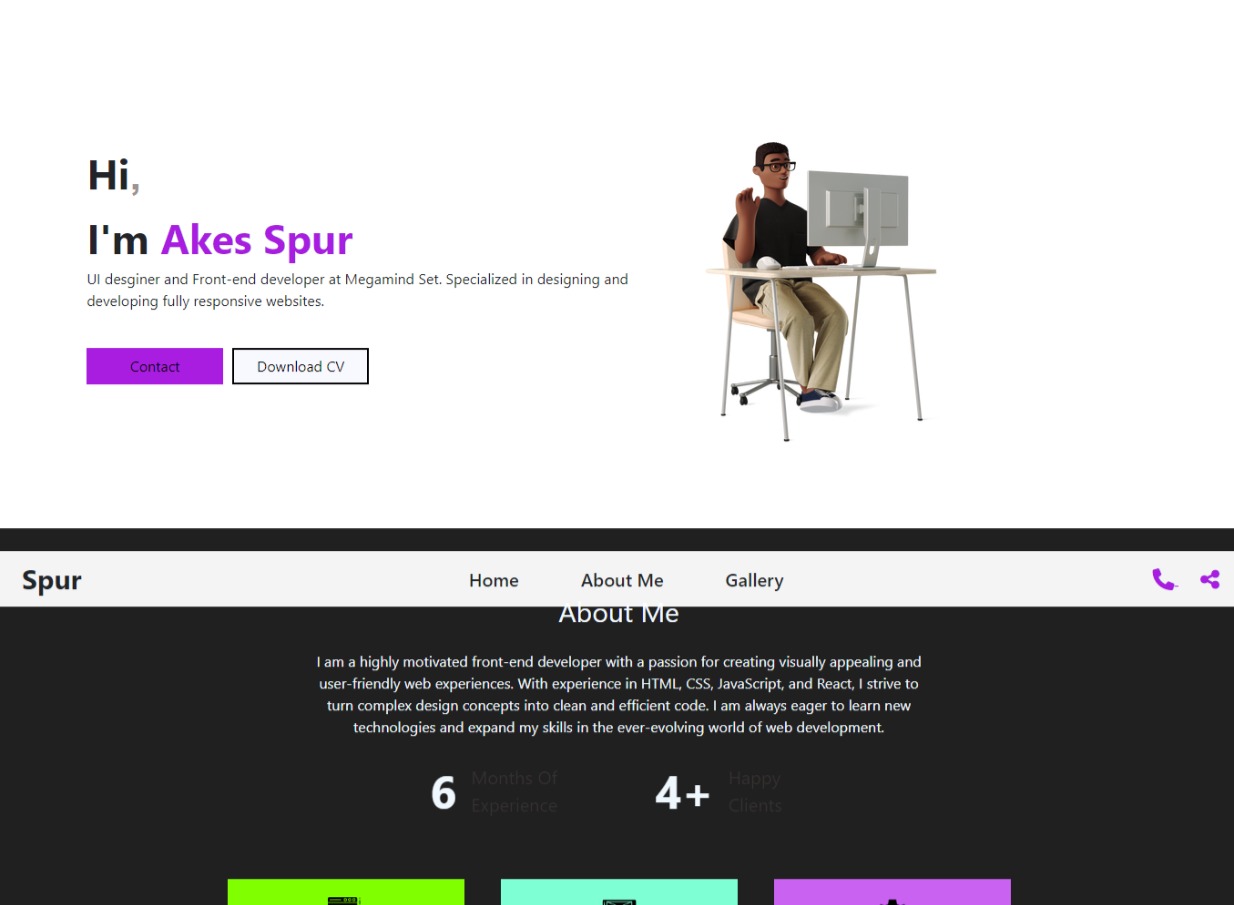 Hi,
I'm Akes Spur
UI desginer and Front-end developer at Megamind Set. Specialized in designing and
developing fully responsive websites.
Contact
Download CV
Spur
Home
About Me
Gallery
About Me
I am a highly motivated front-end developer with a passion for creating visually appealing and
user-friendly web experiences. With experience in HTML, CSS, JavaScript, and React, I strive to
turn complex design concepts into clean and efficient code. I am always eager to learn new
technologies and expand my skills in the ever-evolving world of web development.
6
Months Of
Experience
4+
Happy
Clients